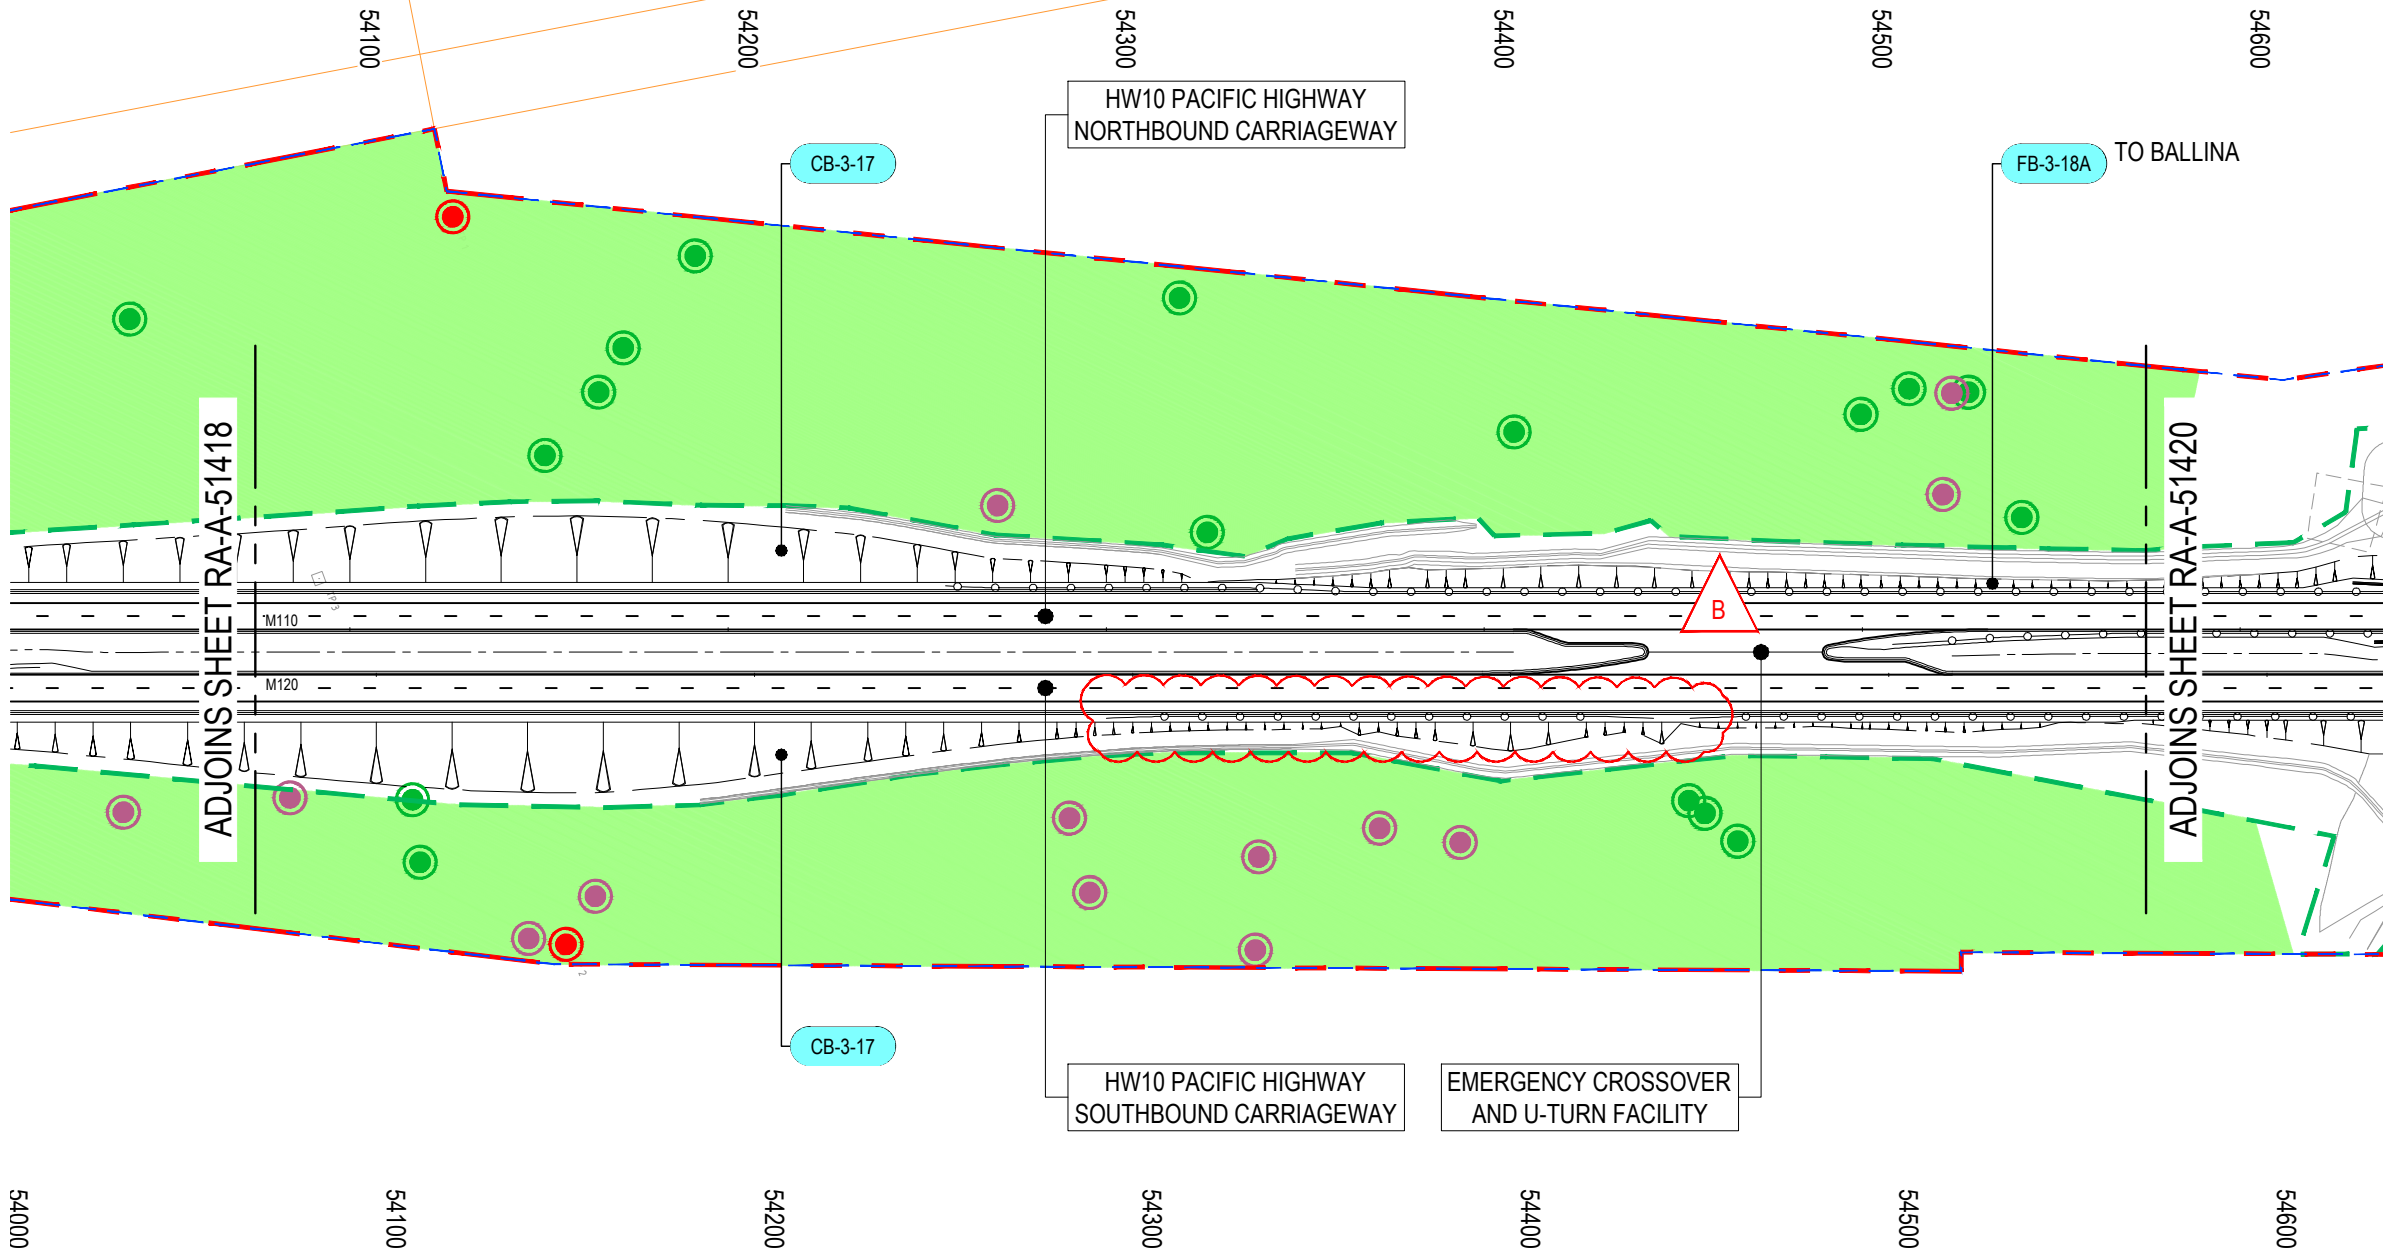 54100
54200
54300
54400
54500
54600
HW10 PACIFIC HIGHWAY
NORTHBOUND CARRIAGEWAY
CB-3-17
FB-3-18A
TO BALLINA
ADJOINS SHEET RA-A-51418
ADJOINS SHEET RA-A-51420
TP3
M110
B
M120
2
CB-3-17
HW10 PACIFIC HIGHWAY
SOUTHBOUND CARRIAGEWAY
EMERGENCY CROSSOVER
AND U-TURN FACILITY
54000
54100
54200
54300
54400
54500
54600